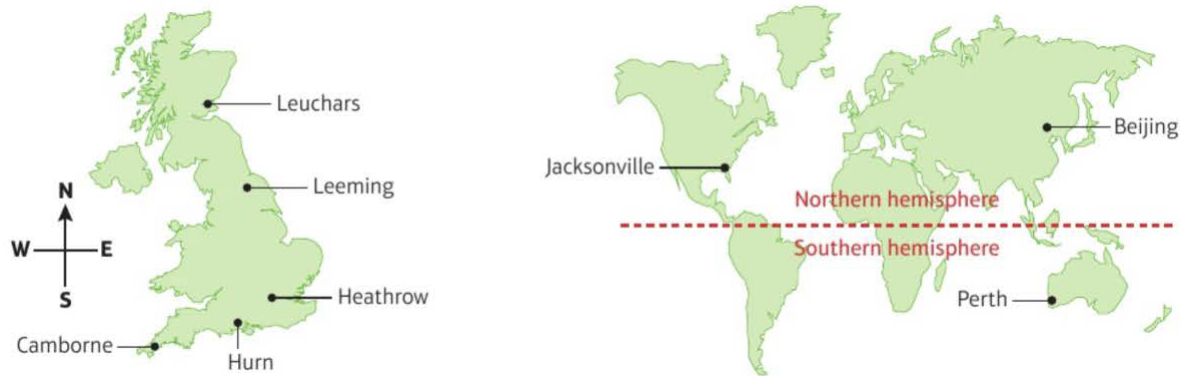 Leuchars
Leeming
N
W
E
S
Heathrow
Camborne
Hurn
Beijing
Jacksonville
Northern hemisphere
Southern hemisphere
Perth